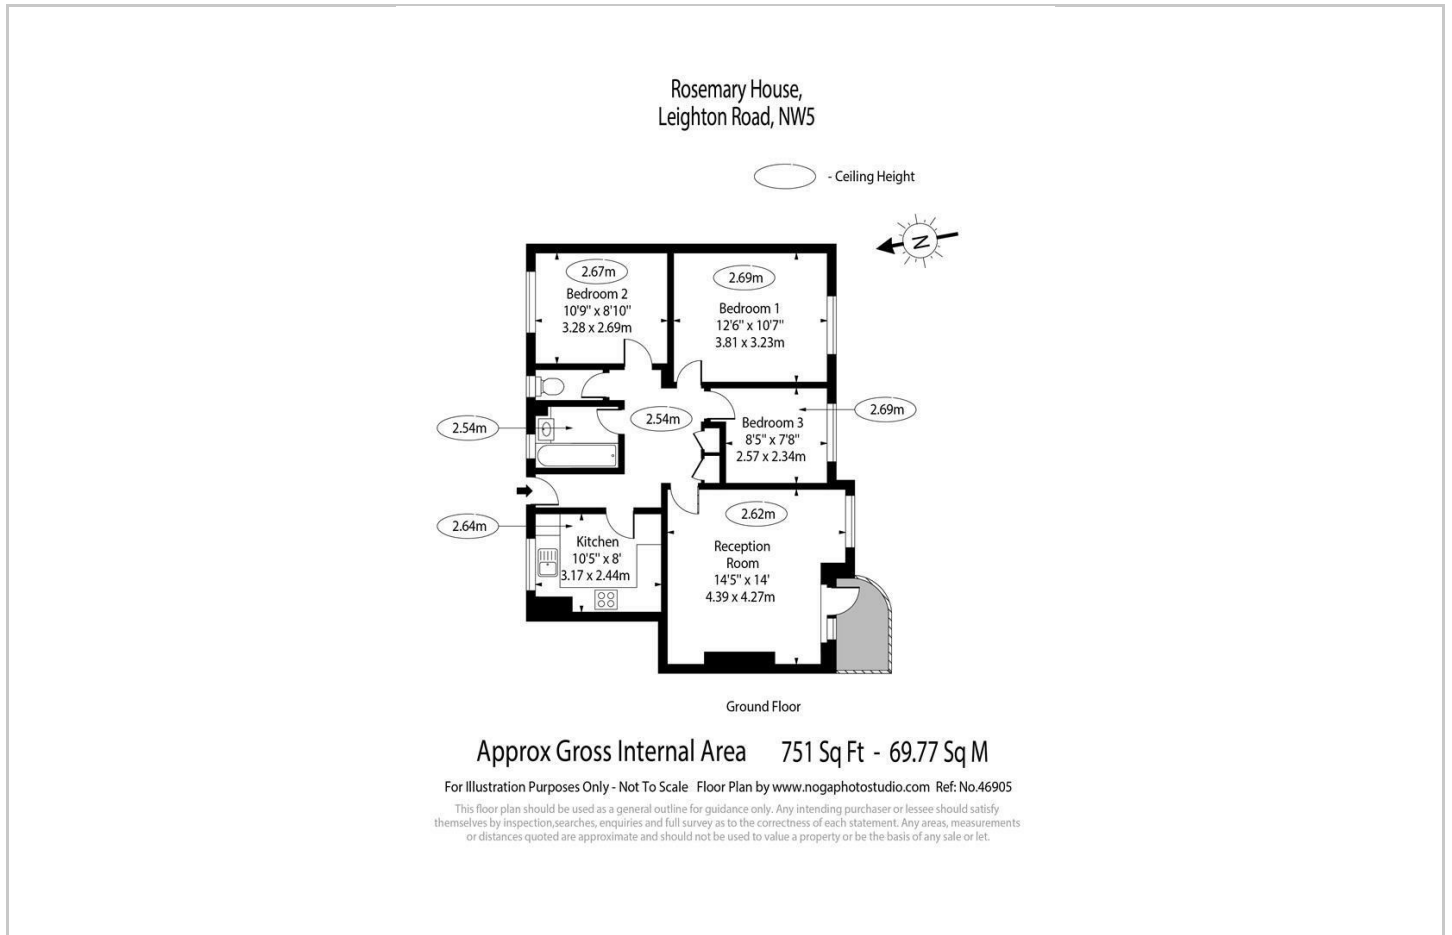 Rosemary House,
Leighton Road, NW5
- Ceiling Height
N
2.67m
Bedroom 2
10'9" x 8'10"
3.28 x 2.69m
2.69m
Bedroom 1
12'6" x 10'7"
3.81 x 3.23m
2.54m
2.54m
2.69m
Bedroom 3
8'5" x 7'8"
2.57 x 2.34m
2.64m
Kitchen
10'5" x 8'
3.17 x 2.44m
2.62m
Reception
Room
14'5" x 14'
4.39 x 4.27m
Ground Floor
Approx Gross Internal Area 751 Sq Ft - 69.77 Sq M
For Illustration Purposes Only - Not To Scale Floor Plan by www.nogaphotostudio.com Ref: No.46905
This floor plan should be used as a general outline for guidance only. Any intending purchaser or lessee should satisfy
themselves by inspection,searches, enquiries and full survey as to the correctness of each statement. Any areas, measurements
or distances quoted are approximate and should not be used to value a property or be the basis of any sale or let.